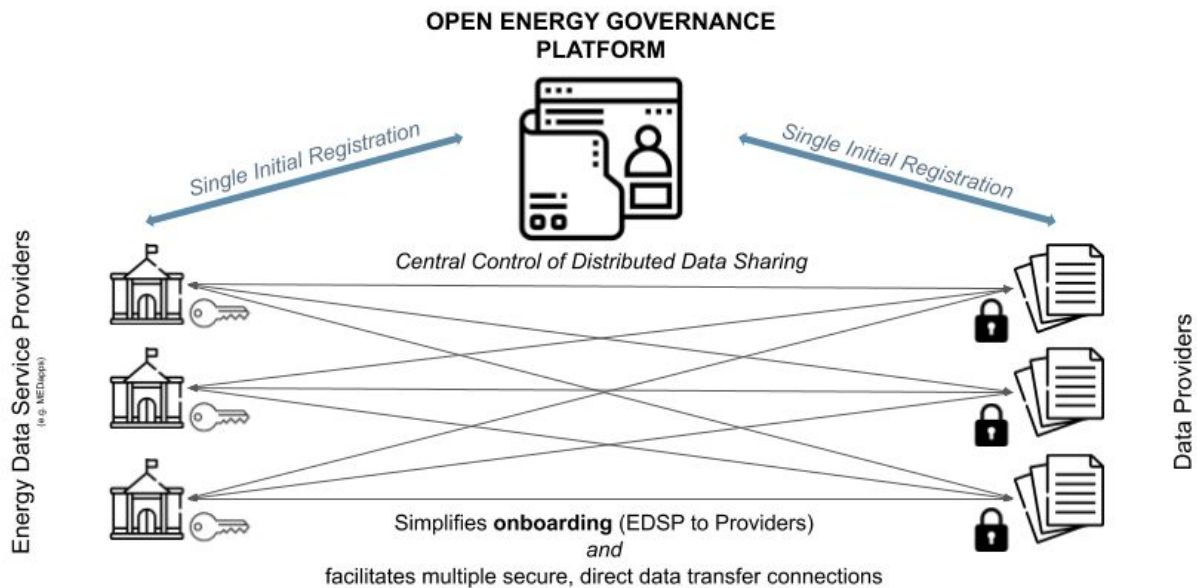 OPEN ENERGY GOVERNANCE
PLATFORM
Single Initial Registration
Single Initial Registration
Central Control of Distributed Data Sharing
Energy Data Service Providers
(e.g. MEDapps)
Data Providers
Simplifies onboarding (EDSP to Providers)
and
facilitates multiple secure, direct data transfer connections